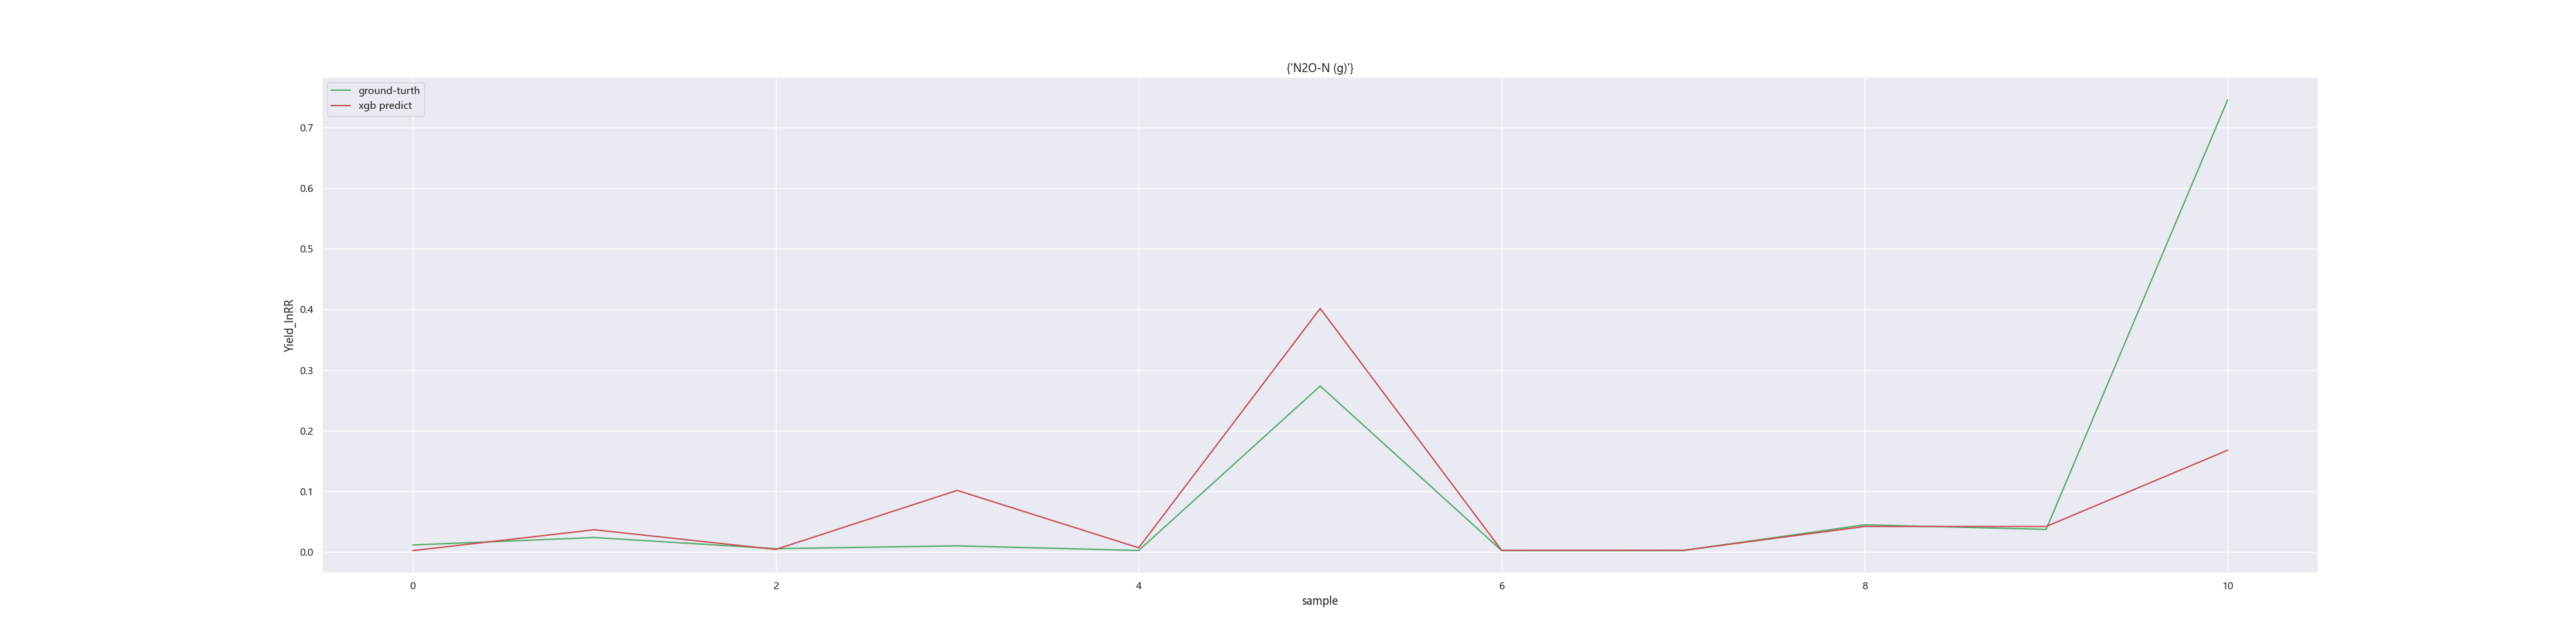 {'N2O-N (g)'}
ground-turth
xgb predict
0.7
0.6
0.5
0.4
0.3
0.2
0.1
0.0
Yield_lnRR
0 2 4 6 8 10
sample